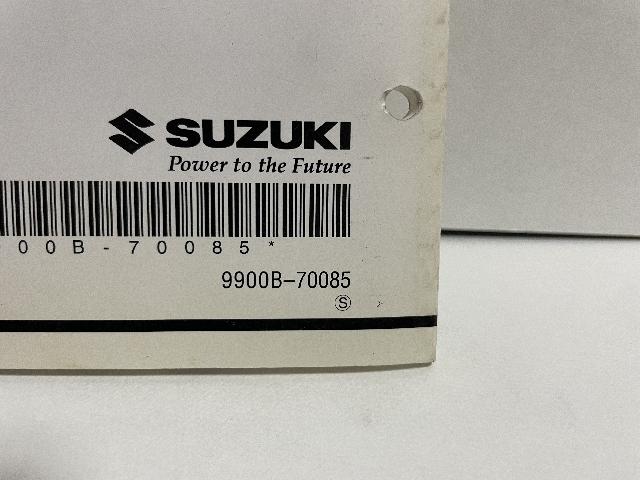 SUZUKI
Power to the Future
00B-70085*
9900B-70085
Ⓢ